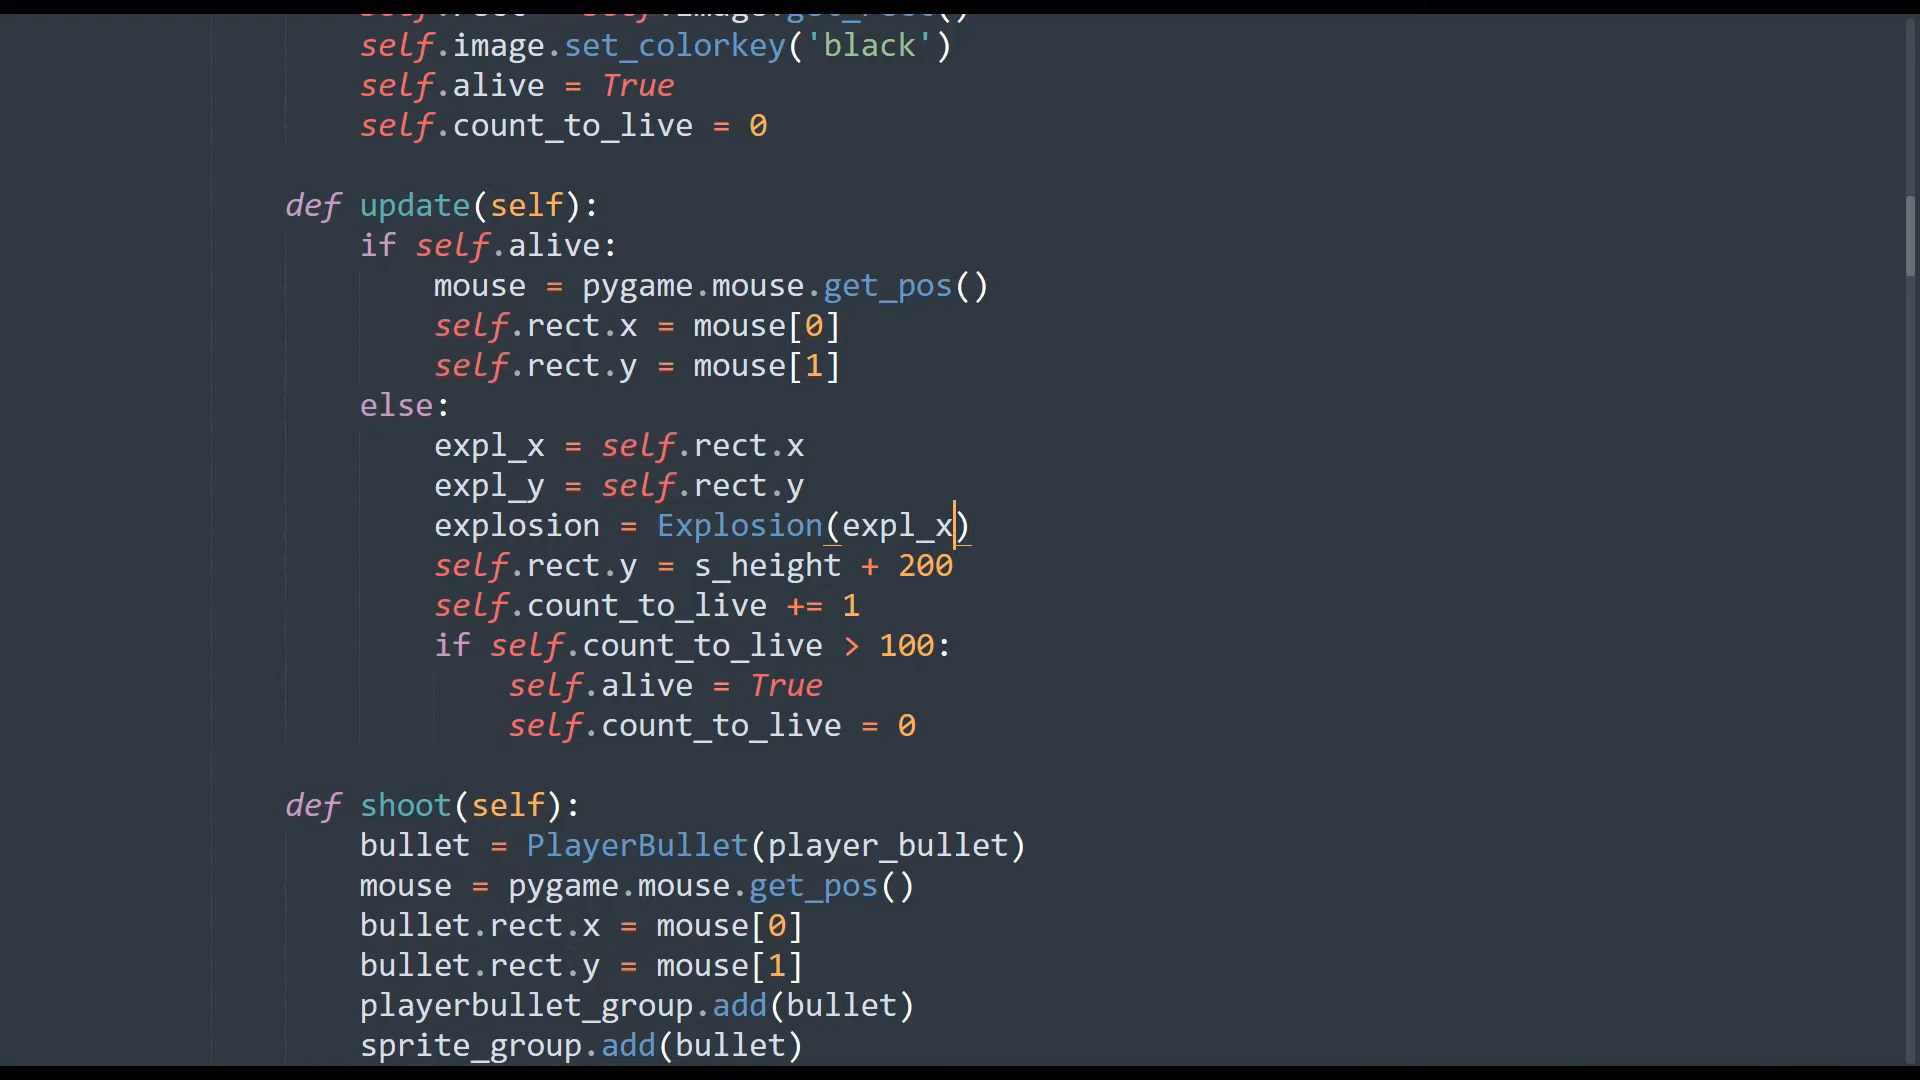 self.image.set_colorkey('black')
self.alive = True
self.count_to_live = 0
def update(self):
if self.alive:
mouse = pygame.mouse.get_pos()
self.rect.x = mouse[0]
self.rect.y = mouse[1]
else:
expl_x = self.rect.x
expl_y = self.rect.y
explosion = Explosion(expl_x)
self.rect.y = s_height + 200
self.count_to_live += 1
if self.count_to_live > 100:
self.alive = True
self.count_to_live = 0
def shoot(self):
bullet = PlayerBullet(player_bullet)
mouse = pygame.mouse.get_pos()
bullet.rect.x = mouse[0]
bullet.rect.y = mouse[1]
playerbullet_group.add(bullet)
sprite_group.add(bullet)